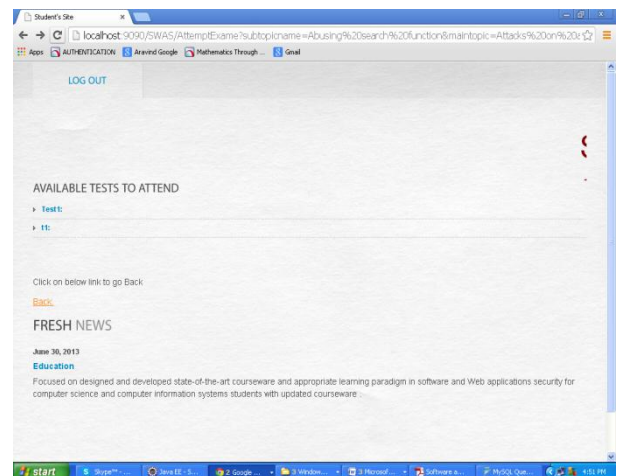 Student's Site
localhost:9090/SWAS/AttemptExame?subtopicname=Abusing%20search%20function&maintopic=Attacks%20on%20
Apps AUTHENTICATION Aravind Google Mathematics Through ... Gmail
LOG OUT
AVAILABLE TESTS TO ATTEND
Test1:
t1:
Click on below link to go Back
Back
FRESH NEWS
June 30, 2013
Education
Focused on designed and developed state-of-the-art courseware and appropriate learning paradigm in software and Web applications security for
computer science and computer information systems students with updated courseware .
start Skype™ - ... Java EE - S... 2 Google ... 3 Window... 3 Microsof... Software a... MySQL Que... 4:51 PM